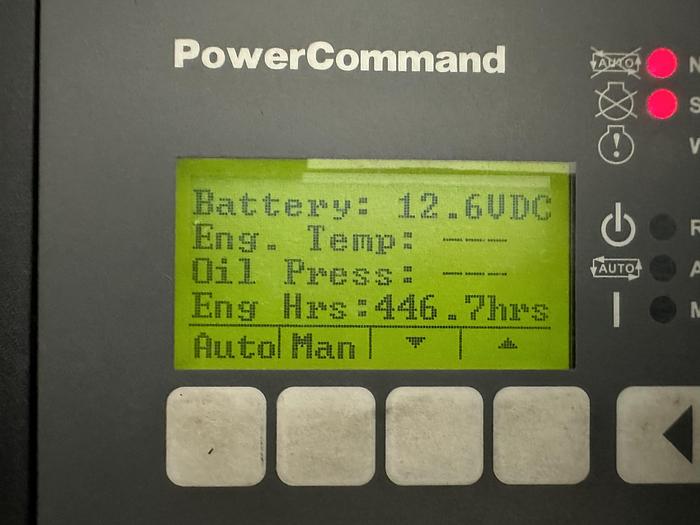 PowerCommand
AUTO N
S
! W
Battery: 12.6VDC
Eng. Temp: ----
Oil Press: ----
Eng Hrs:446.7hrs
Auto Man
R
AUTO A
M